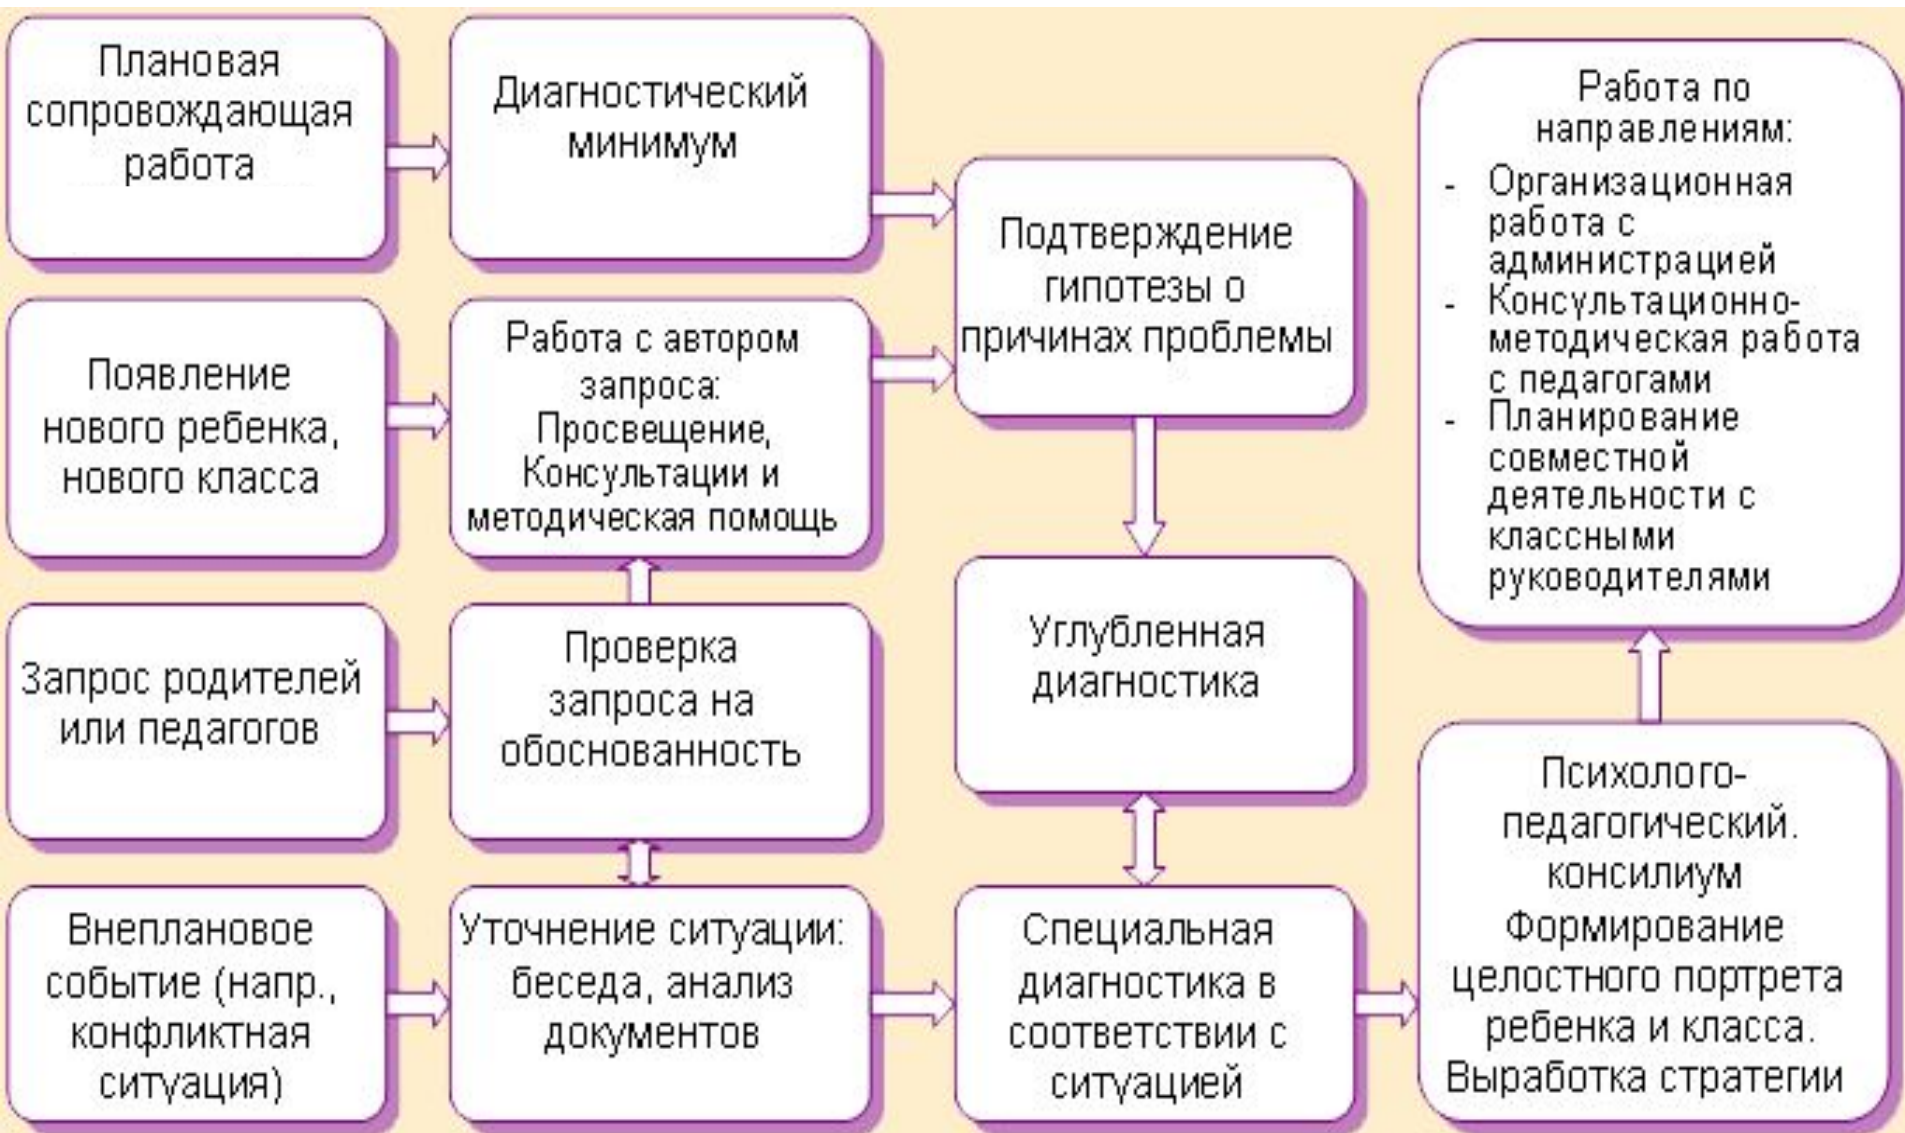 Плановая
сопровождающая
работа
Диагностический
минимум
Появление
нового ребенка,
нового класса
Работа с автором
запроса:
Просвещение,
Консультации и
методическая помощь
Подтверждение
гипотезы о
причинах проблемы
Запрос родителей
или педагогов
Проверка
запроса на
обоснованность
Углубленная
диагностика
Внеплановое
событие (напр.,
конфликтная
ситуация)
Уточнение ситуации:
беседа, анализ
документов
Специальная
диагностика в
соответствии с
ситуацией
Психолого-
педагогический.
консилиум
Формирование
целостного портрета
ребенка и класса.
Выработка стратегии
Работа по
направлениям:
- Организационная
работа с
администрацией
- Консультационно-
методическая работа
с педагогами
- Планирование
совместной
деятельности с
классными
руководителями